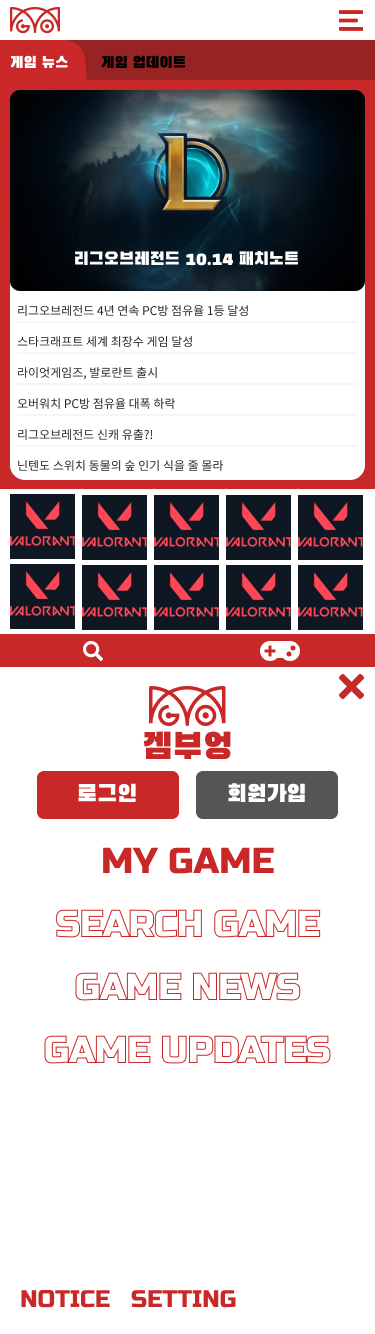 게임 뉴스 게임 업데이트
리그오브레전드 10.14 패치노트
리그오브레전드 4년 연속 PC방 점유율 1등 달성
스타크래프트 세계 최장수 게임 달성
라이엇게임즈, 발로란트 출시
오버워치 PC방 점유율 대폭 하락
리그오브레전드 신캐 유출?!
닌텐도 스위치 동물의 숲 인기 식을 줄 몰라
VALORANT VALORANT VALORANT VALORANT VALORANT
VALORANT VALORANT VALORANT VALORANT VALORANT
겜부엉
로그인 회원가입
MY GAME
SEARCH GAME
GAME NEWS
GAME UPDATES
NOTICE SETTING